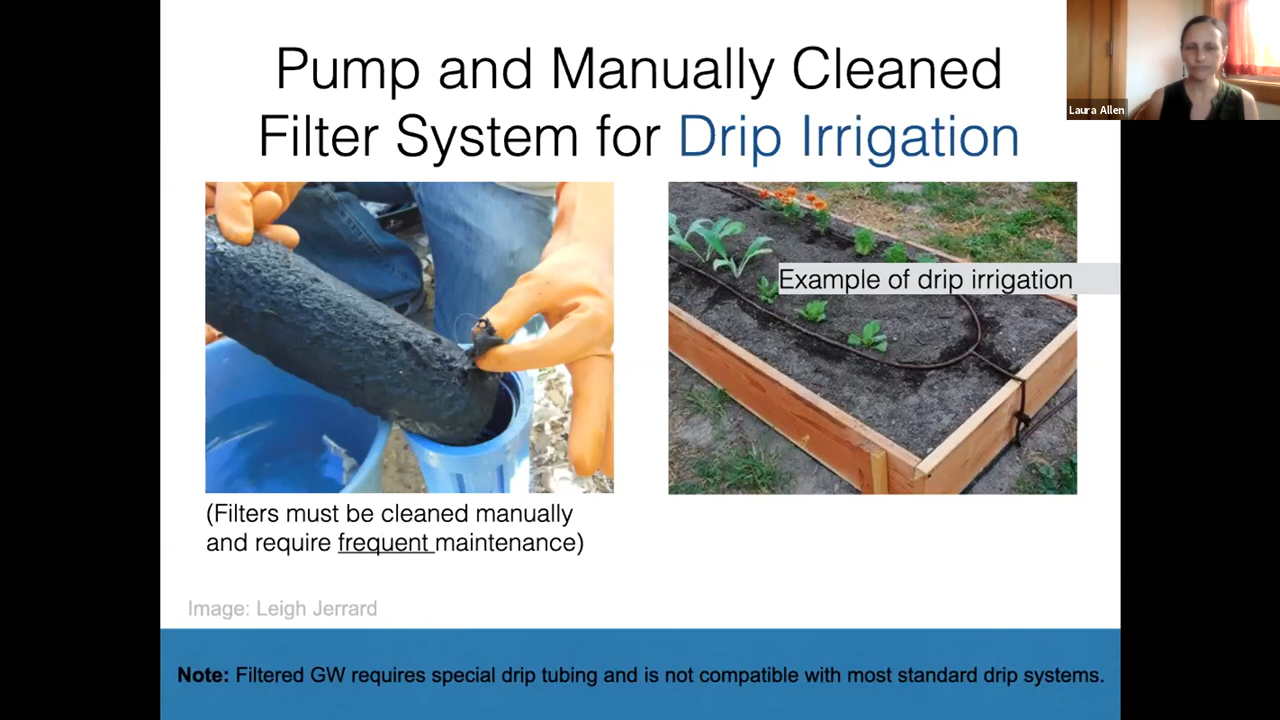 Pump and Manually Cleaned
Filter System for Drip Irrigation
Laura Allen
Example of drip irrigation
(Filters must be cleaned manually
and require frequent maintenance)
Image: Leigh Jerrard
Note: Filtered GW requires special drip tubing and is not compatible with most standard drip systems.